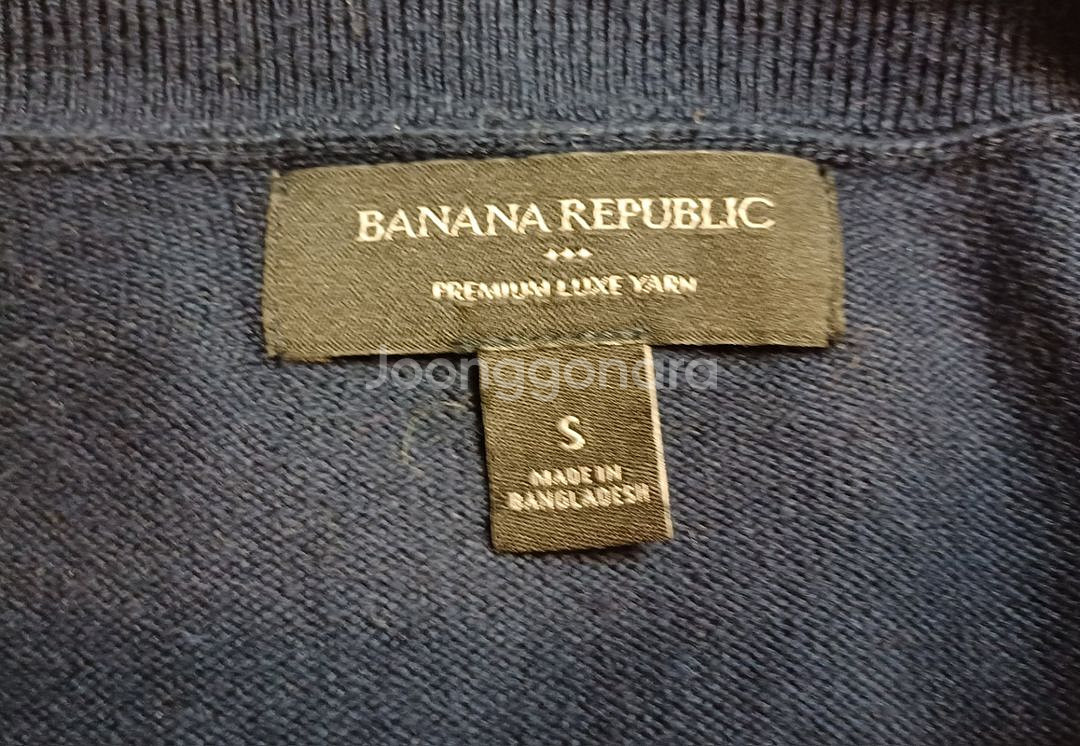 BANANA REPUBLIC
PREMIUM LUXE YARN
Joonggonara
S
MADE IN
BANGLADESH